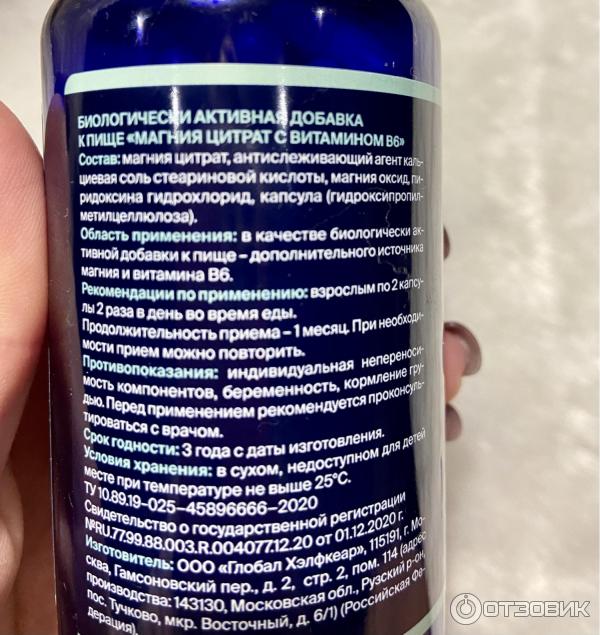 БИОЛОГИЧЕСКИ АКТИВНАЯ ДОБАВКА
К ПИЩЕ «МАГНИЯ ЦИТРАТ С ВИТАМИНОМ В6»
Состав: магния цитрат, антислеживающий агент каль-
циевая соль стеариновой кислоты, магния оксид, пи-
ридоксина гидрохлорид, капсула (гидроксипропил-
метилцеллюлоза).
Область применения: в качестве биологически ак-
тивной добавки к пище – дополнительного источника
магния и витамина В6.
Рекомендации по применению: взрослым по 2 капсу-
лы 2 раза в день во время еды.
Продолжительность приема – 1 месяц. При необходи-
мости прием можно повторить.
Противопоказания: индивидуальная непереноси-
мость компонентов, беременность, кормление гру-
дью. Перед применением рекомендуется проконсуль-
тироваться с врачом.
Срок годности: 3 года с даты изготовления.
Условия хранения: в сухом, недоступном для детей
месте при температуре не выше 25°С.
ТУ 10.89.19-025-45896666-2020
Свидетельство о государственной регистрации
№RU.77.99.88.003.R.004077.12.20 от 01.12.2020 г.
Изготовитель: ООО «Глобал Хэлфкеар», 115191, г. Мо-
сква, Гамсоновский пер., д. 2, стр. 2, пом. 114 (адрес
производства: 143130, Московская обл., Рузский р-он,
пос. Тучково, мкр. Восточный, д. 6/1) (Российская Фе-
дерация).
ОТЗОВИК